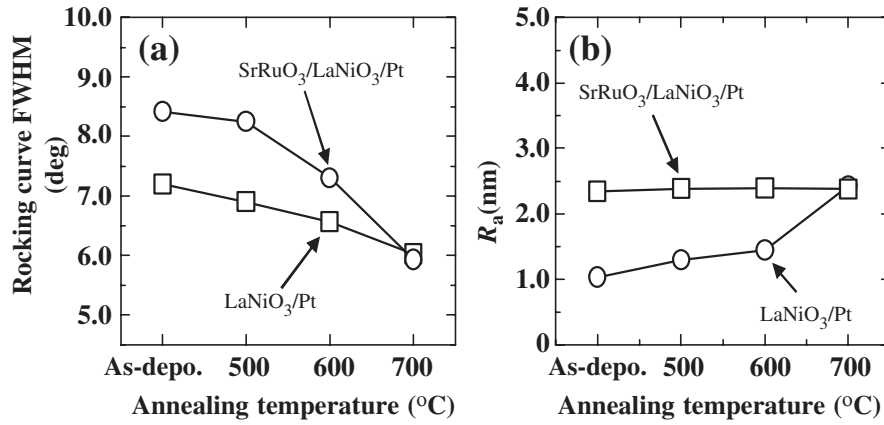 Rocking curve FWHM
(deg)
10.0
9.0
8.0
7.0
6.0
5.0
(a)
SrRuO3/LaNiO3/Pt
LaNiO3/Pt
As-depo. 500 600 700
Annealing temperature (°C)
Ra(nm)
5.0
4.0
3.0
2.0
1.0
0
(b)
SrRuO3/LaNiO3/Pt
LaNiO3/Pt
As-depo. 500 600 700
Annealing temperature (°C)